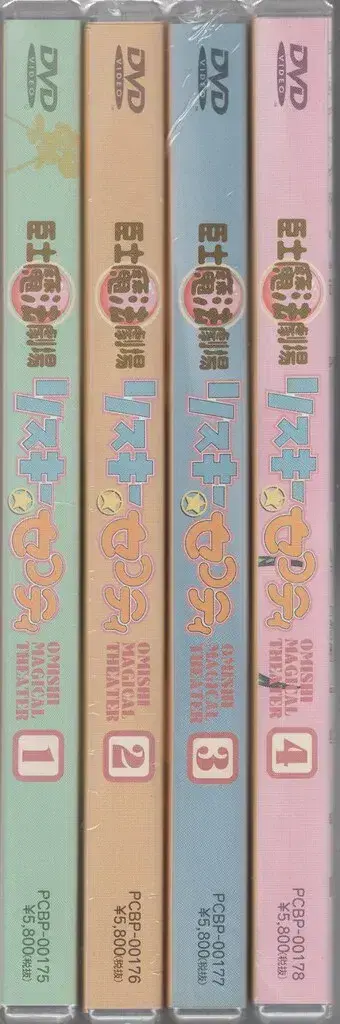 DVD
VIDEO
臣士魔法劇場
リスキー☆セフティ
OMISHI
MAGICAL
THEATER
1
PCBP-00175
¥5,800(税抜)
DVD
VIDEO
臣士魔法劇場
リスキー☆セフティ
OMISHI
MAGICAL
THEATER
2
PCBP-00176
¥5,800(税抜)
DVD
VIDEO
臣士魔法劇場
リスキー☆セフティ
OMISHI
MAGICAL
THEATER
3
PCBP-00177
¥5,800(税抜)
DVD
VIDEO
臣士魔法劇場
リスキー☆セフティ
OMISHI
MAGICAL
THEATER
4
PCBP-00178
¥5,800(税抜)